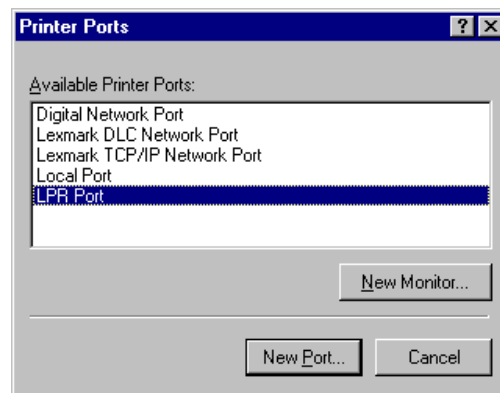 Printer Ports
Available Printer Ports:
Digital Network Port
Lexmark DLC Network Port
Lexmark TCP/IP Network Port
Local Port
LPR Port
New Monitor...
New Port...
Cancel